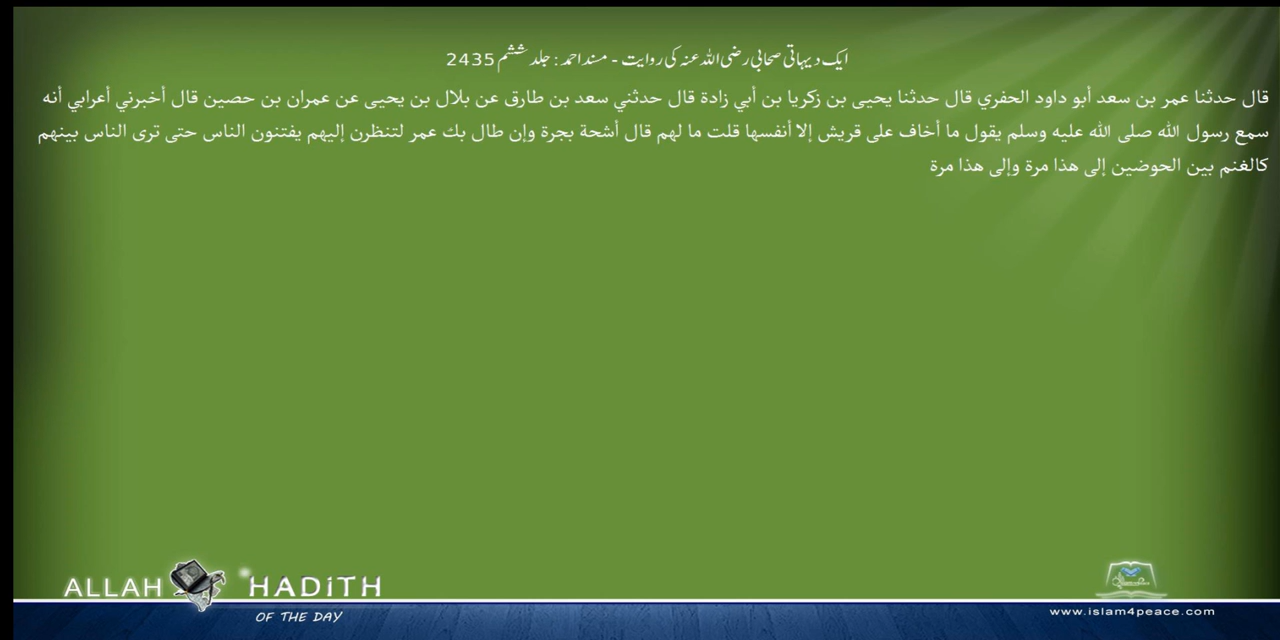 ایک دیہاتی صحابی رضی اللہ عنہ کی روایت - مسند احمد : جلد ششم 2435
قال حدثنا عمر بن سعد أبو داود الحفري قال حدثنا يحيى بن زكريا بن أبي زادة قال حدثني سعد بن طارق عن بلال بن يحيى عن عمران بن حصين قال أخبرني أعرابي أنه
سمع رسول الله صلى الله عليه وسلم يقول ما أخاف على قريش إلا أنفسها قلت ما لهم قال أشحة بجرة وإن طال بك عمر لتنظرن إليهم يفتنون الناس حتى ترى الناس بينهم
كالغنم بين الحوضين إلى هذا مرة وإلى هذا مرة
ALLAH HADITH
OF THE DAY
www.islam4peace.com